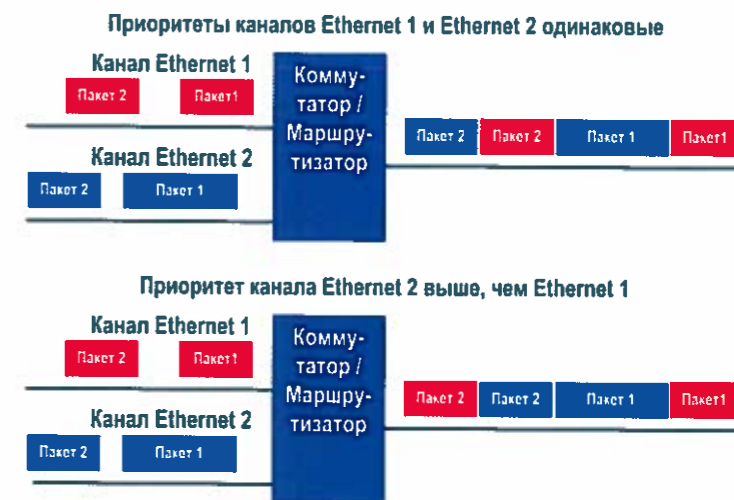 Приоритеты каналов Ethernet 1 и Ethernet 2 одинаковые
Канал Ethernet 1
Пакет 2
Пакет1
Канал Ethernet 2
Пакет 2
Пакет 1
Комму-
татор /
Маршру-
тизатор
Пакет 2
Пакет 2
Пакет 1
Пакет1
Приоритет канала Ethernet 2 выше, чем Ethernet 1
Канал Ethernet 1
Пакет 2
Пакет1
Канал Ethernet 2
Пакет 2
Пакет 1
Комму-
татор /
Маршру-
тизатор
Пакет 2
Пакет 2
Пакет 1
Пакет1